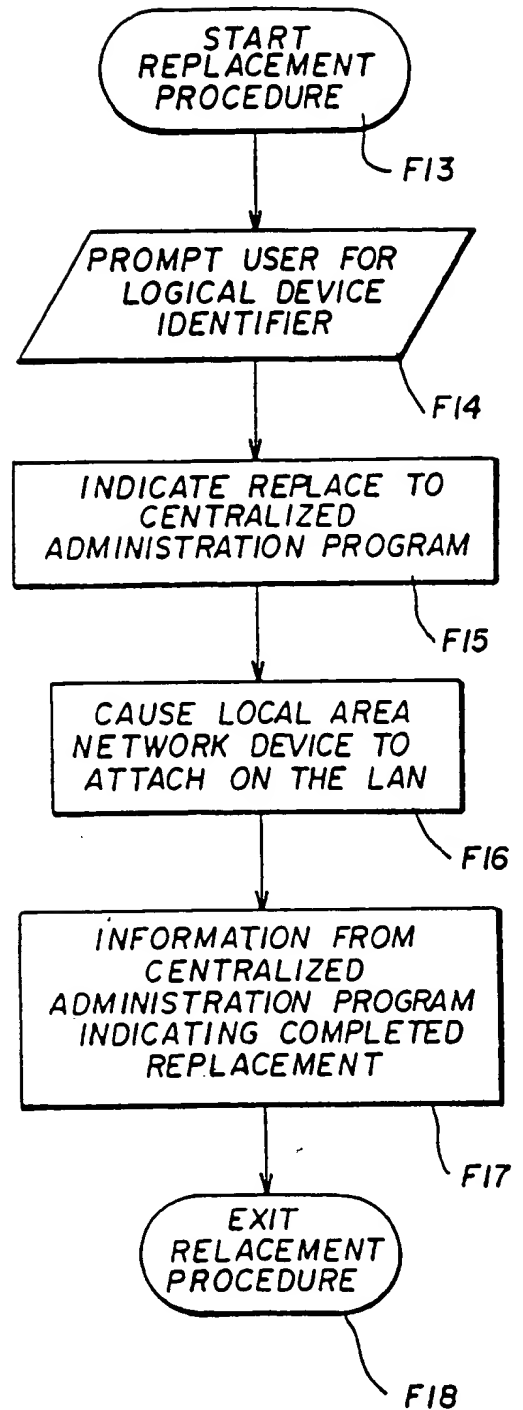 START
REPLACEMENT
PROCEDURE
F13
PROMPT USER FOR
LOGICAL DEVICE
IDENTIFIER
F14
INDICATE REPLACE TO
CENTRALIZED
ADMINISTRATION PROGRAM
F15
CAUSE LOCAL AREA
NETWORK DEVICE TO
ATTACH ON THE LAN
F16
INFORMATION FROM
CENTRALIZED
ADMINISTRATION PROGRAM
INDICATING COMPLETED
REPLACEMENT
F17
EXIT
RELACEMENT
PROCEDURE
F18